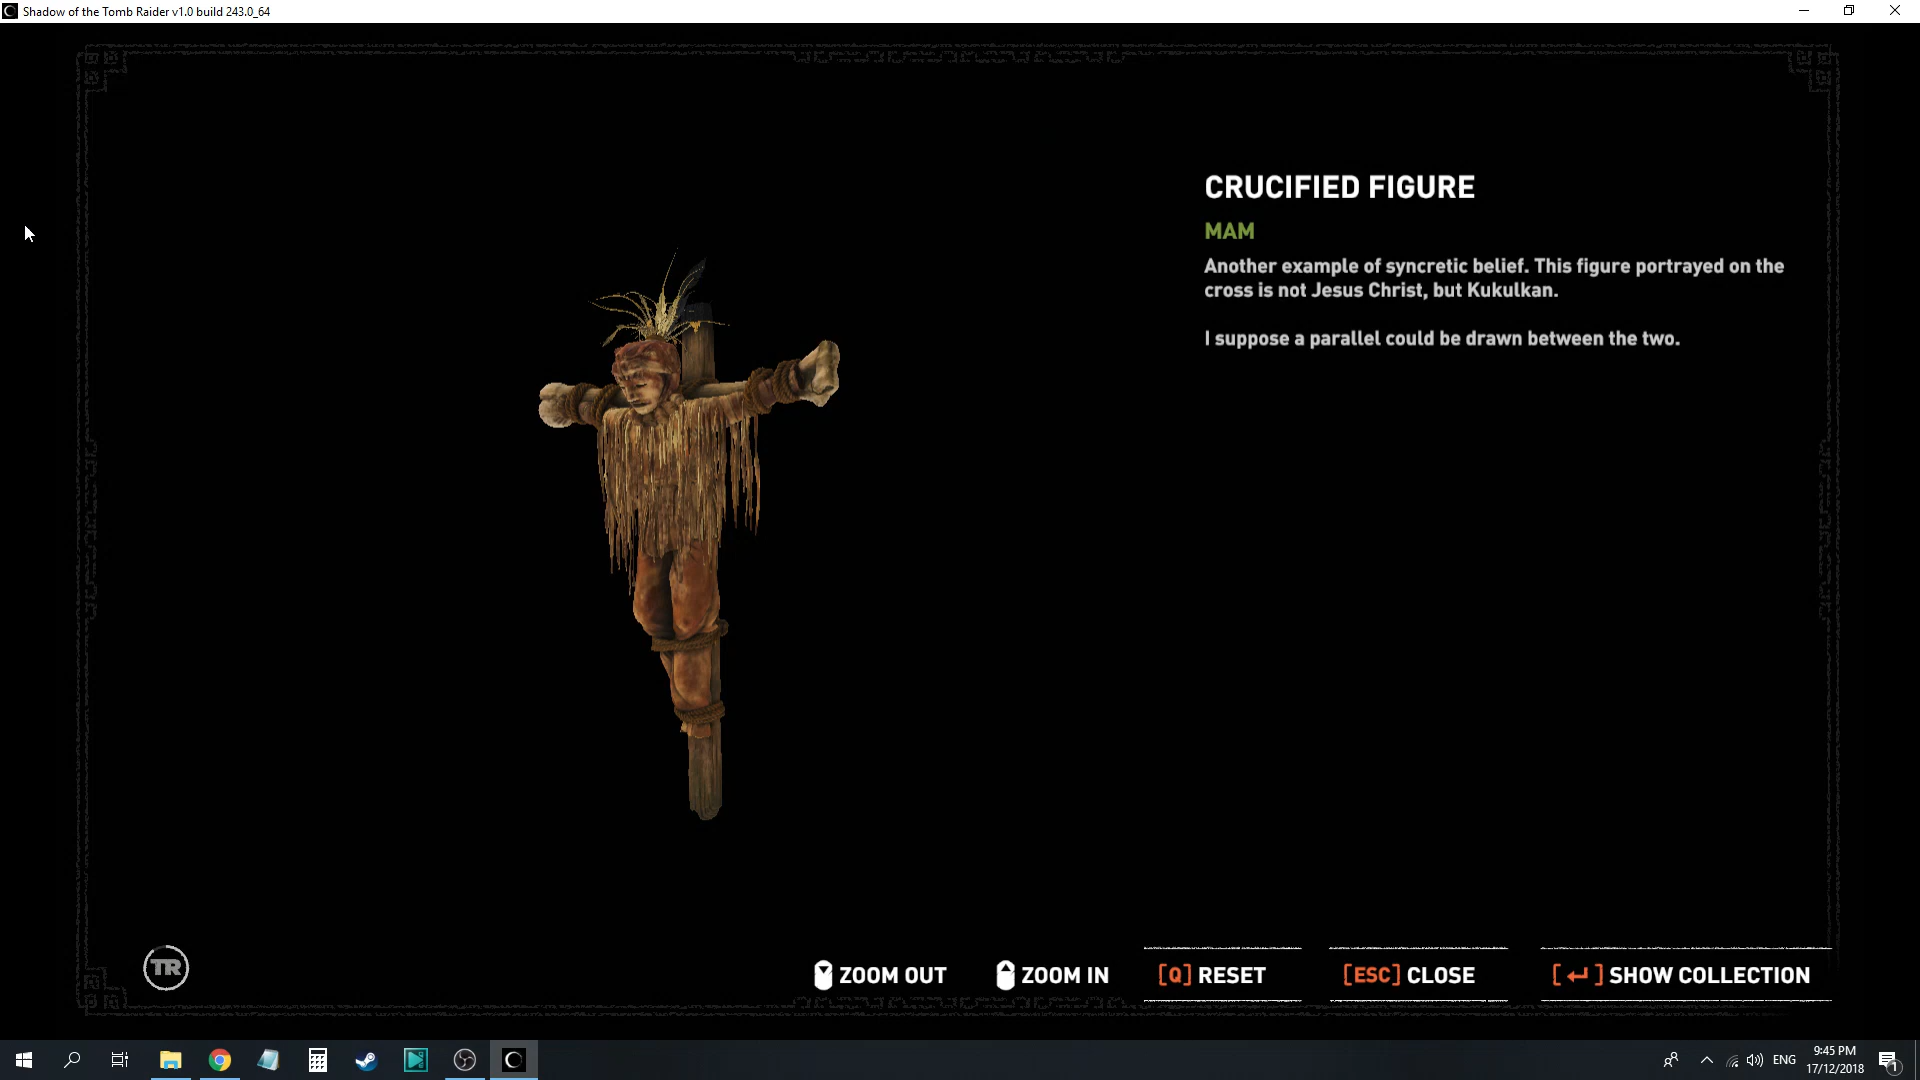 Shadow of the Tomb Raider v1.0 build 243.0_64
CRUCIFIED FIGURE
MAM
Another example of syncretic belief. This figure portrayed on the
cross is not Jesus Christ, but Kukulkan.
I suppose a parallel could be drawn between the two.
TR
ZOOM OUT ZOOM IN [Q] RESET [ESC] CLOSE [↵] SHOW COLLECTION
ENG
9:45 PM
17/12/2018
1